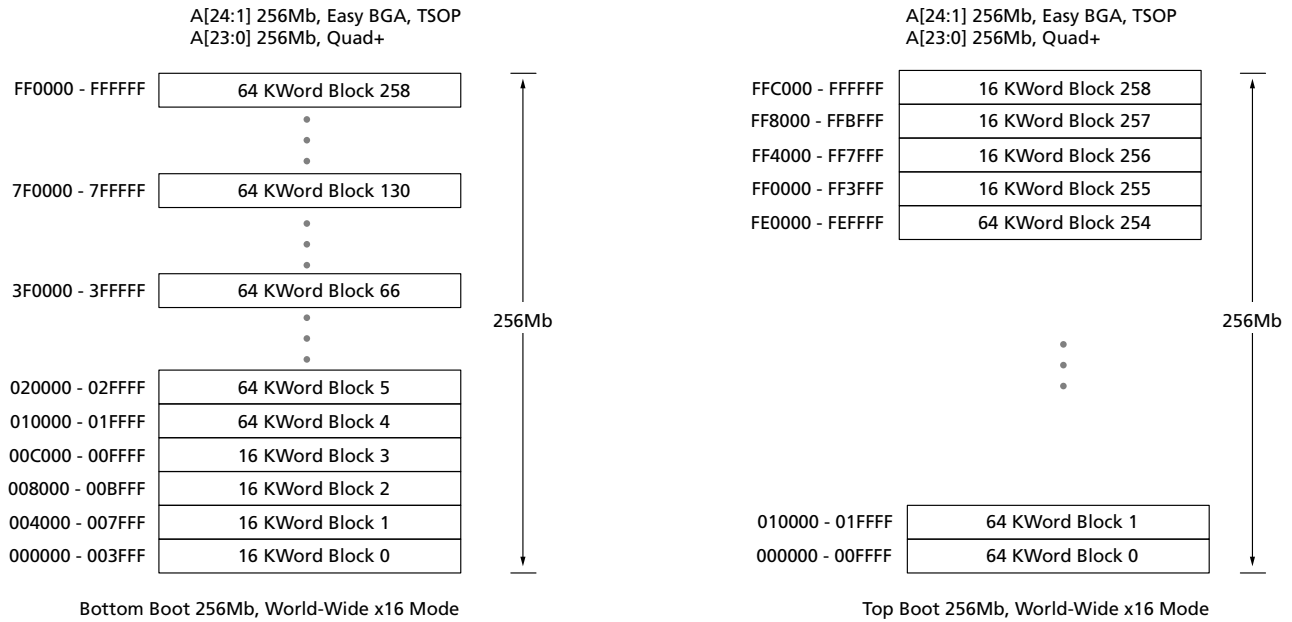 A[24:1] 256Mb, Easy BGA, TSOP
A[23:0] 256Mb, Quad+
FF0000 - FFFFFF 64 KWord Block 258
7F0000 - 7FFFFF 64 KWord Block 130
3F0000 - 3FFFFF 64 KWord Block 66
256Mb
020000 - 02FFFF 64 KWord Block 5
010000 - 01FFFF 64 KWord Block 4
00C000 - 00FFFF 16 KWord Block 3
008000 - 00BFFF 16 KWord Block 2
004000 - 007FFF 16 KWord Block 1
000000 - 003FFF 16 KWord Block 0
Bottom Boot 256Mb, World-Wide x16 Mode
A[24:1] 256Mb, Easy BGA, TSOP
A[23:0] 256Mb, Quad+
FFC000 - FFFFFF 16 KWord Block 258
FF8000 - FFBFFF 16 KWord Block 257
FF4000 - FF7FFF 16 KWord Block 256
FF0000 - FF3FFF 16 KWord Block 255
FE0000 - FEFFFF 64 KWord Block 254
256Mb
010000 - 01FFFF 64 KWord Block 1
000000 - 00FFFF 64 KWord Block 0
Top Boot 256Mb, World-Wide x16 Mode